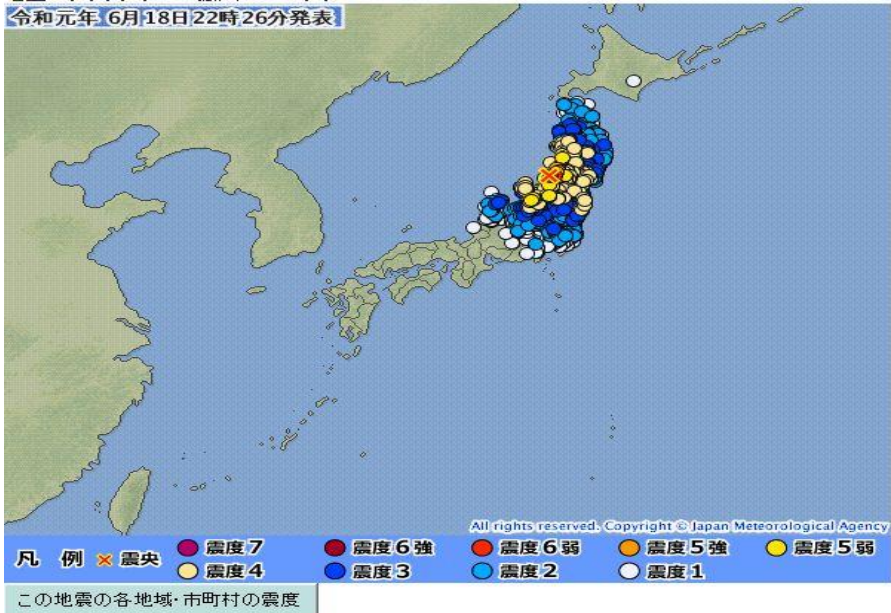 令和元年 6月18日22時26分発表
All rights reserved. Copyright © Japan Meteorological Agency
凡 例 × 震央 震度7 震度6強 震度6弱 震度5強 震度5弱
震度4 震度3 震度2 震度1
この地震の各地域・市町村の震度